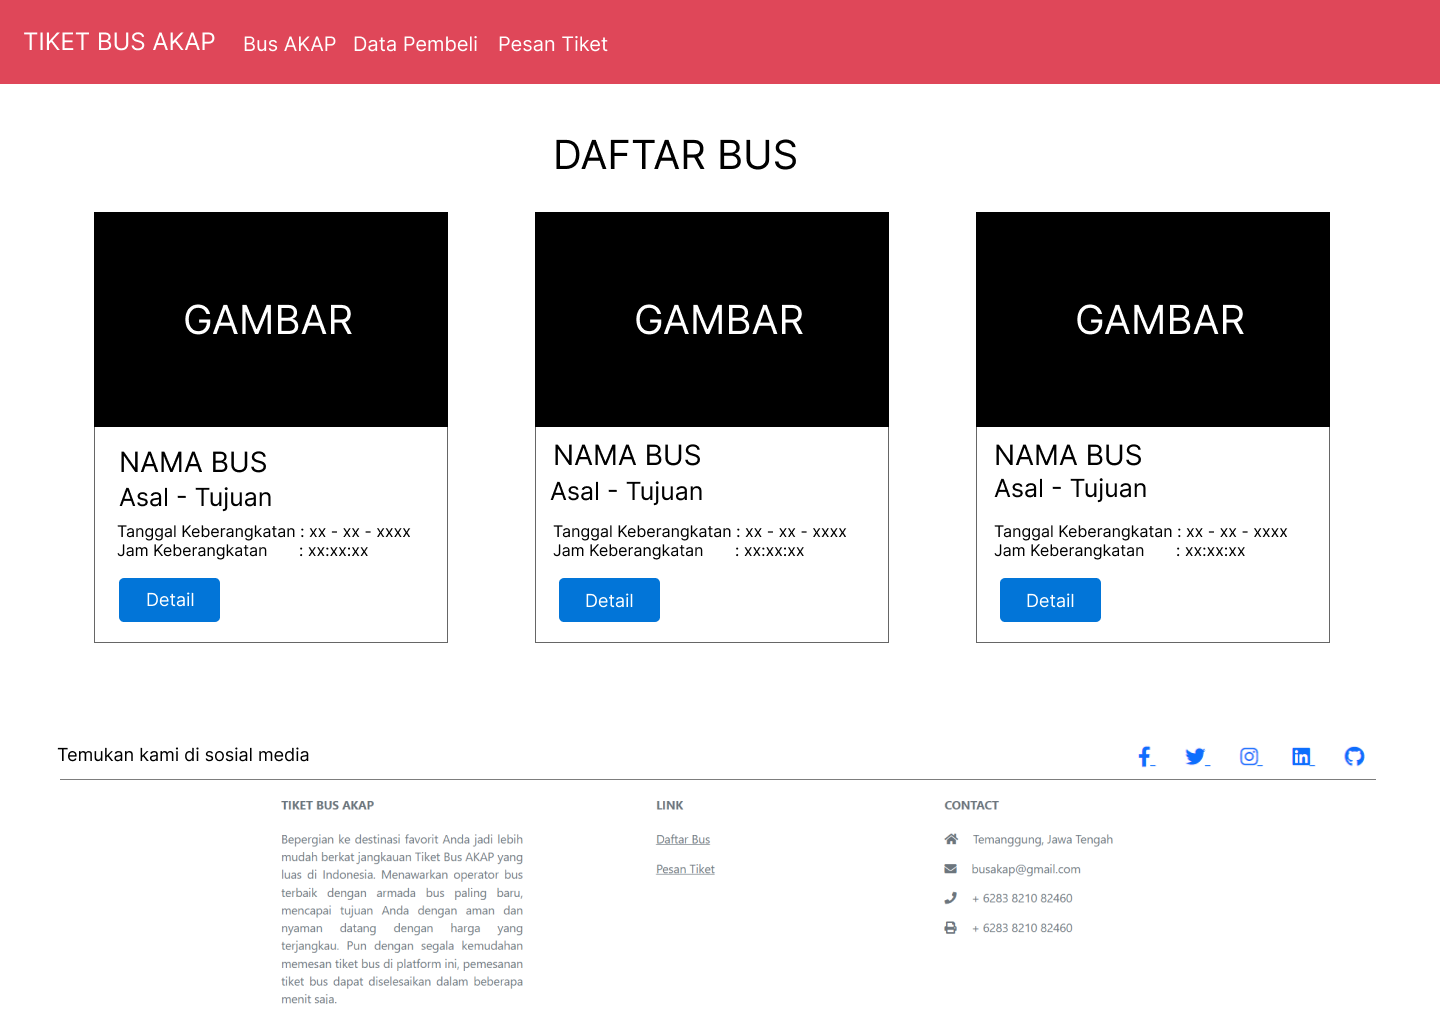 TIKET BUS AKAP Bus AKAP Data Pembeli Pesan Tiket
DAFTAR BUS
GAMBAR
NAMA BUS
Asal - Tujuan
Tanggal Keberangkatan : xx - xx - xxxx
Jam Keberangkatan : xx:xx:xx
Detail
GAMBAR
NAMA BUS
Asal - Tujuan
Tanggal Keberangkatan : xx - xx - xxxx
Jam Keberangkatan : xx:xx:xx
Detail
GAMBAR
NAMA BUS
Asal - Tujuan
Tanggal Keberangkatan : xx - xx - xxxx
Jam Keberangkatan : xx:xx:xx
Detail
Temukan kami di sosial media
TIKET BUS AKAP
Bepergian ke destinasi favorit Anda jadi lebih
mudah berkat jangkauan Tiket Bus AKAP yang
luas di Indonesia. Menawarkan operator bus
terbaik dengan armada bus paling baru,
mencapai tujuan Anda dengan aman dan
nyaman datang dengan harga yang
terjangkau. Pun dengan segala kemudahan
memesan tiket bus di platform ini, pemesanan
tiket bus dapat diselesaikan dalam beberapa
menit saja.
LINK
Daftar Bus
Pesan Tiket
CONTACT
Temanggung, Jawa Tengah
busakap@gmail.com
+ 6283 8210 82460
+ 6283 8210 82460